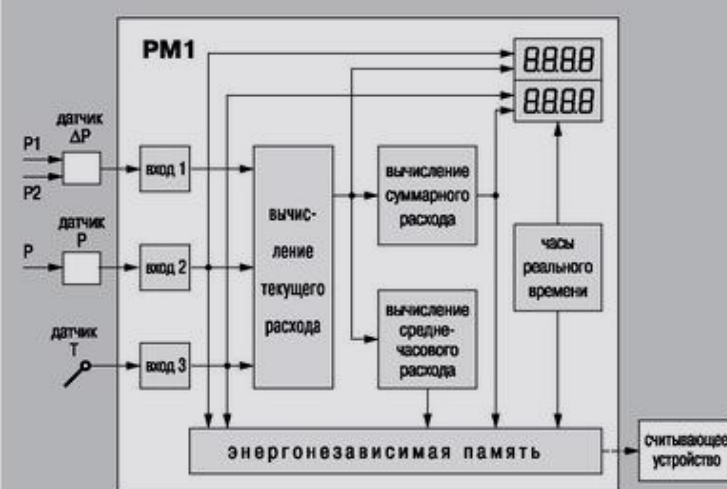 РМ1
8.8.8.8
8.8.8.8
датчик
ΔP
P1
P2
вход 1
датчик
P
P
вход 2
датчик
T
вход 3
вычис-
ление
текущего
расхода
вычисление
суммарного
расхода
вычисление
средне-
часового
расхода
часы
реального
времени
энергонезависимая память
считывающее
устройство